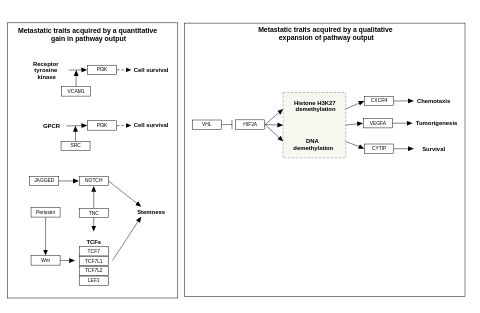 Metastatic traits acquired by a quantitative
gain in pathway output
Receptor
tyrosine
kinase
PI3K
Cell survival
VCAM1
GPCR
PI3K
Cell survival
SRC
JAGGED
NOTCH
Periostin
TNC
Stemness
TCFs
TCF7
Wnt
TCF7L1
TCF7L2
LEF1
Metastatic traits acquired by a qualitative
expansion of pathway output
VHL
HIF2A
Histone H3K27
demethylation
DNA
demethylation
CXCR4
Chemotaxis
VEGFA
Tumorigenesis
CYTIP
Survival